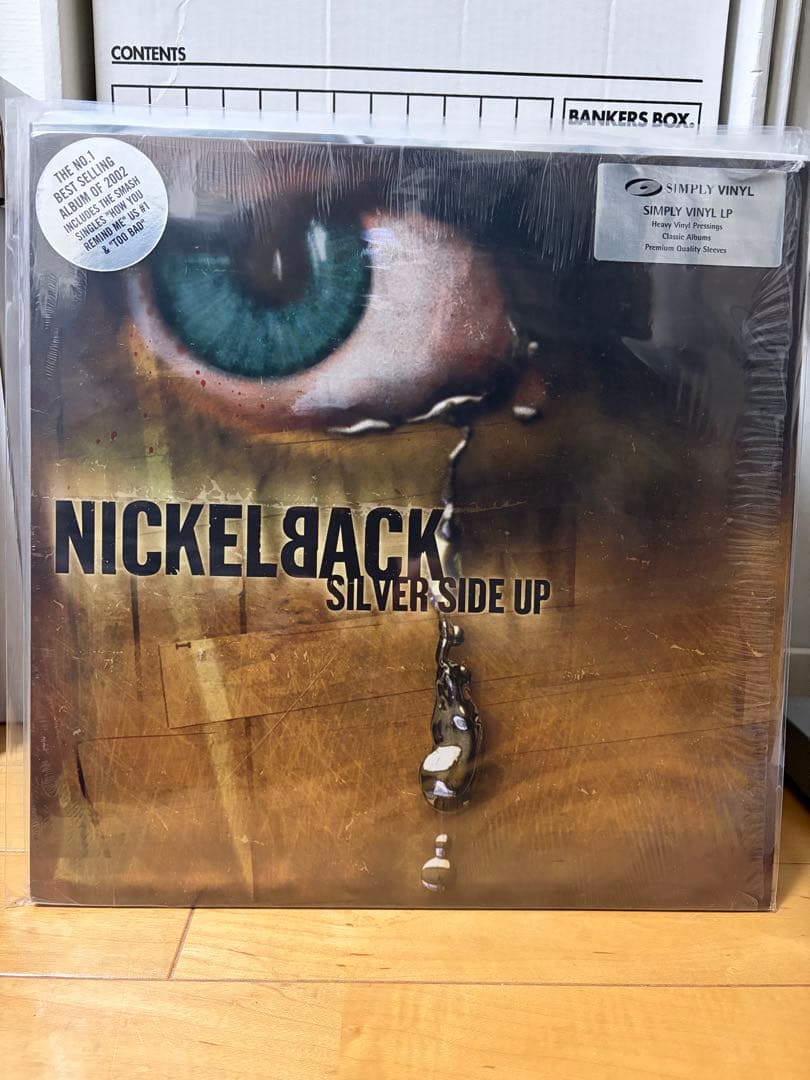 CONTENTS
BANKERS BOX.
THE NO.1
BEST SELLING
ALBUM OF 2002
INCLUDES THE SMASH
SINGLES "HOW YOU
REMIND ME" US #1
& "TOO BAD"
SIMPLY VINYL
SIMPLY VINYL LP
Heavy Vinyl Pressings
Classic Albums
Premium Quality Sleeves
NICKELBACK
SILVER SIDE UP